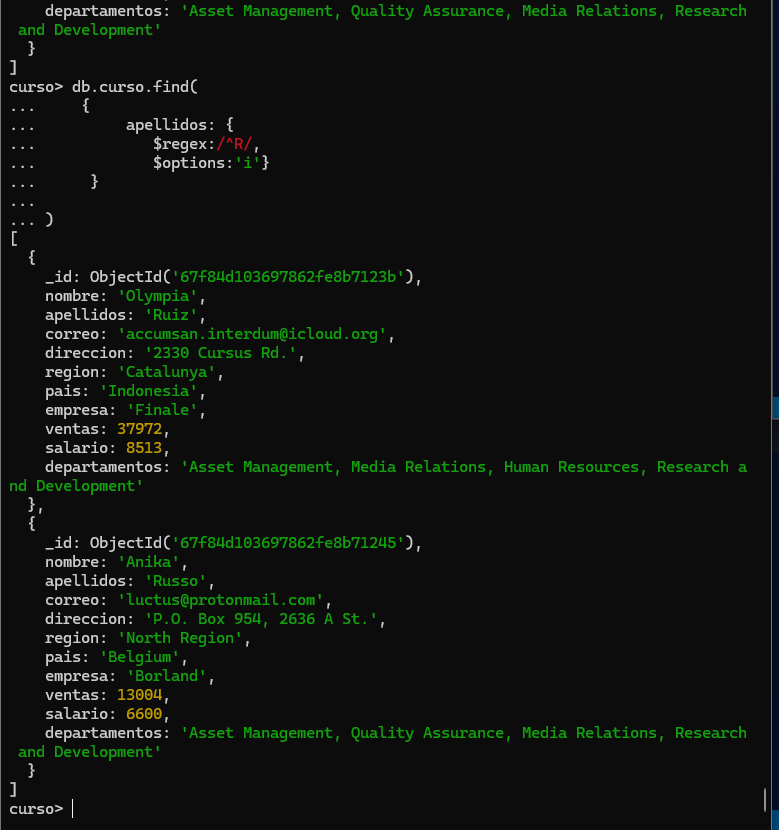 departamentos: 'Asset Management, Quality Assurance, Media Relations, Research
 and Development'
  }
]
curso> db.curso.find(
...     {
...          apellidos: {
...             $regex:/^R/,
...             $options:'i'}
...      }
...
... )
[
  {
    _id: ObjectId('67f84d103697862fe8b7123b'),
    nombre: 'Olympia',
    apellidos: 'Ruiz',
    correo: 'accumsan.interdum@icloud.org',
    direccion: '2330 Cursus Rd.',
    region: 'Catalunya',
    pais: 'Indonesia',
    empresa: 'Finale',
    ventas: 37972,
    salario: 8513,
    departamentos: 'Asset Management, Media Relations, Human Resources, Research a
nd Development'
  },
  {
    _id: ObjectId('67f84d103697862fe8b71245'),
    nombre: 'Anika',
    apellidos: 'Russo',
    correo: 'luctus@protonmail.com',
    direccion: 'P.O. Box 954, 2636 A St.',
    region: 'North Region',
    pais: 'Belgium',
    empresa: 'Borland',
    ventas: 13004,
    salario: 6600,
    departamentos: 'Asset Management, Quality Assurance, Media Relations, Research
 and Development'
  }
]
curso>